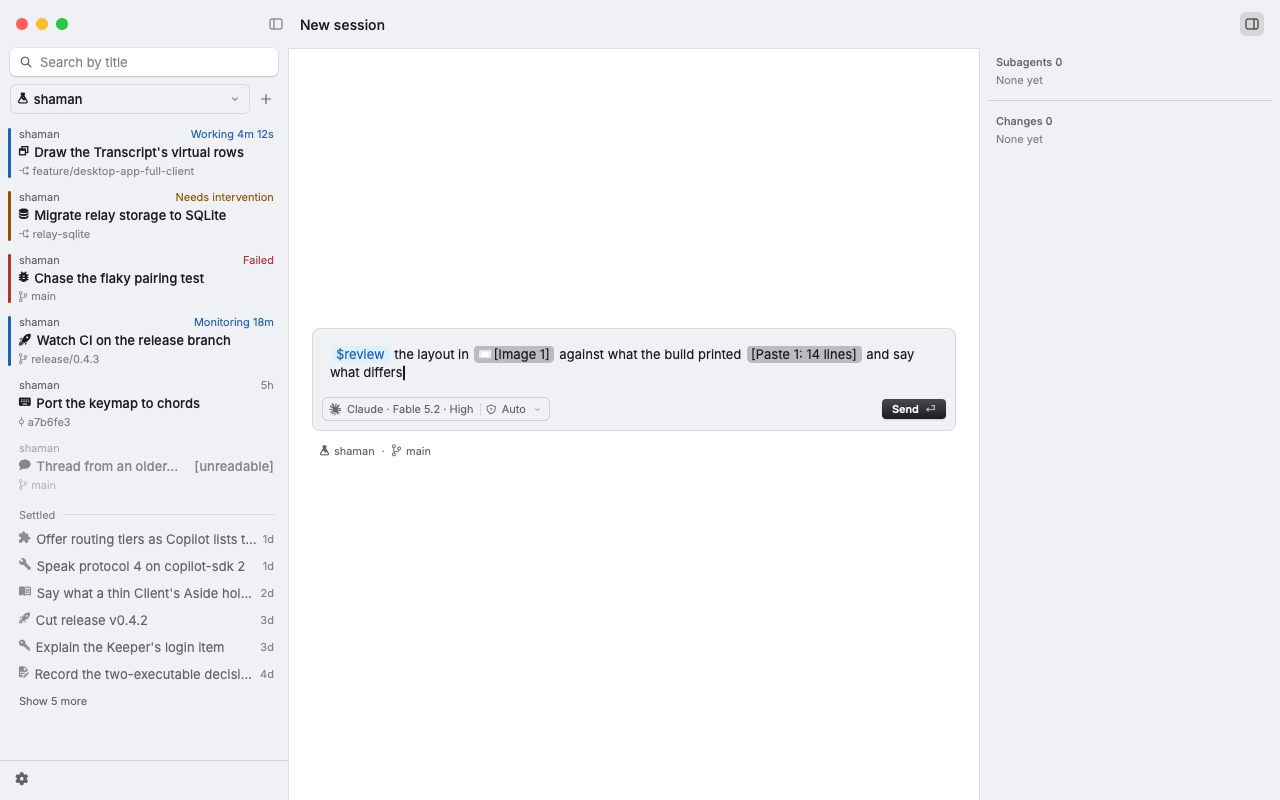 New session
Search by title
shaman
shaman
Working 4m 12s
Draw the Transcript's virtual rows
feature/desktop-app-full-client
shaman
Needs intervention
Migrate relay storage to SQLite
relay-sqlite
shaman
Failed
Chase the flaky pairing test
main
shaman
Monitoring 18m
Watch CI on the release branch
release/0.4.3
shaman
5h
Port the keymap to chords
a7b6fe3
shaman
Thread from an older... [unreadable]
main
Settled
Offer routing tiers as Copilot lists t... 1d
Speak protocol 4 on copilot-sdk 2 1d
Say what a thin Client's Aside hol... 2d
Cut release v0.4.2 3d
Explain the Keeper's login item 3d
Record the two-executable decisi... 4d
Show 5 more
$review the layout in [Image 1] against what the build printed [Paste 1: 14 lines] and say
what differs
Claude · Fable 5.2 · High
Auto
Send
shaman · main
Subagents 0
None yet
Changes 0
None yet